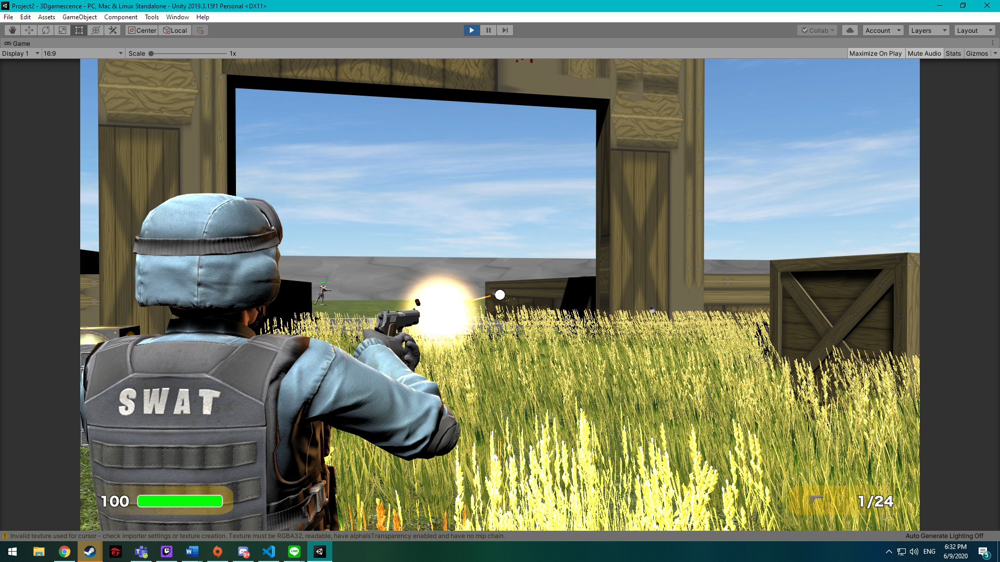 Project2 - 3Dgamescence - PC, Mac & Linux Standalone - Unity 2019.3.15f1 Personal <DX11>
File Edit Assets GameObject Component Tools Window Help
Center Local Collab Account Layers Layout
Game
Display 1 16:9 Scale 1x Maximize On Play Mute Audio Stats Gizmos
SWAT
100 1/24
Invalid texture used for cursor - check importer settings or texture creation. Texture must be RGBA32, readable, have alphaIsTransparency enabled and have no mip chain.
Auto Generate Lighting Off
W 9+ LINE ENG 6:32 PM
6/9/2020 5